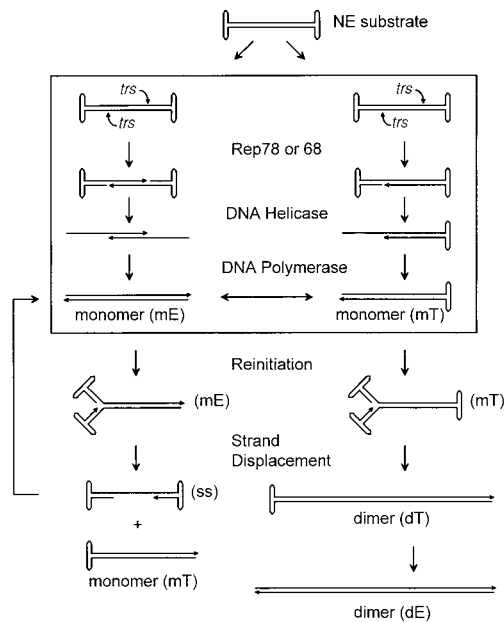 NE substrate
trs
trs
trs
trs
Rep78 or 68
DNA Helicase
DNA Polymerase
monomer (mE)
monomer (mT)
Reinitiation
(mE)
(mT)
Strand
Displacement
(ss)
+
dimer (dT)
monomer (mT)
dimer (dE)